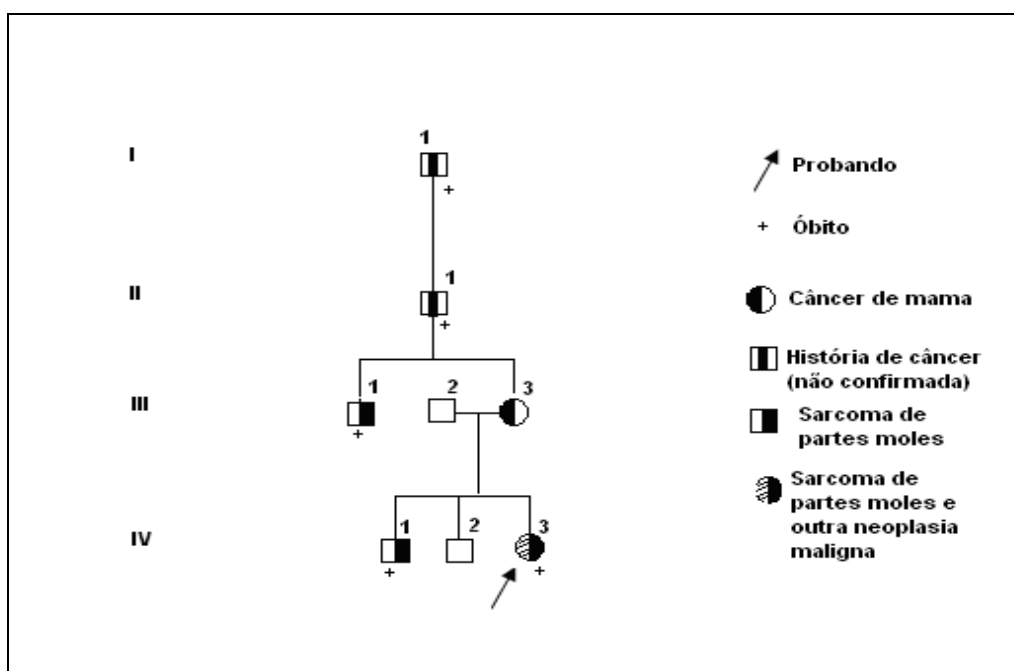 I
1
+
Probando
II
1
+
+ Óbito
Câncer de mama
História de câncer
(não confirmada)
III
1
2
3
+
Sarcoma de
partes moles
IV
1
2
3
+
+
Sarcoma de
partes moles e
outra neoplasia
maligna